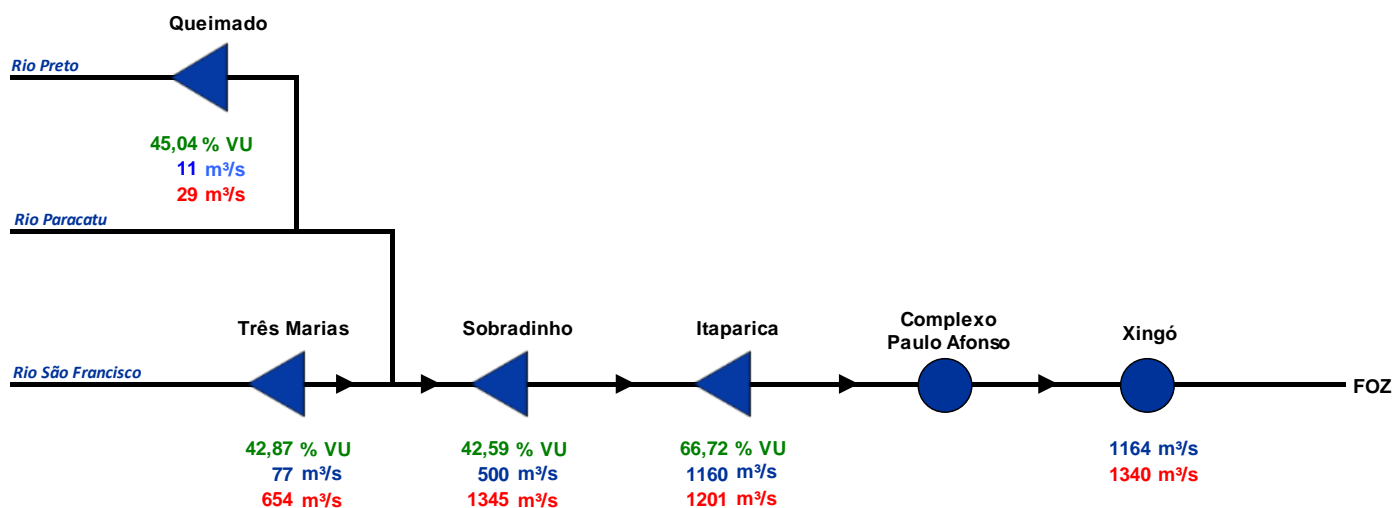 Queimado
Rio Preto
45,04 % VU
11 m³/s
29 m³/s
Rio Paracatu
Três Marias
Sobradinho
Itaparica
Complexo
Paulo Afonso
Xingó
Rio São Francisco
FOZ
42,87 % VU
77 m³/s
654 m³/s
42,59 % VU
500 m³/s
1345 m³/s
66,72 % VU
1160 m³/s
1201 m³/s
1164 m³/s
1340 m³/s